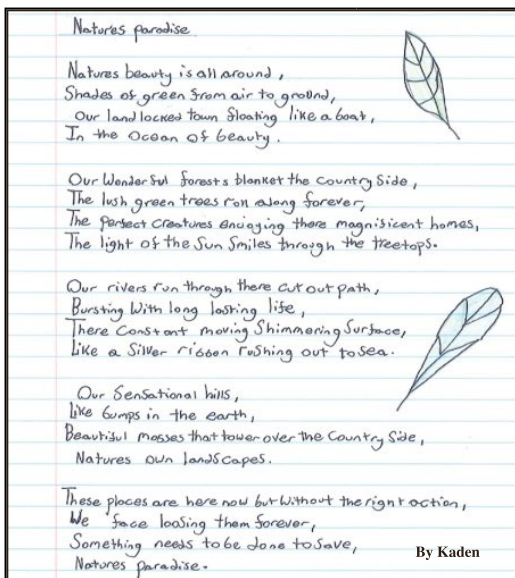 Natures paradise
Natures beauty is all around,
Shades of green from air to ground,
Our land locked town floating like a boat,
In the Ocean of beauty.
Our Wonderful forests blanket the Country Side,
The lush green trees run along forever,
The perfect creatures enjoying there magnificent homes,
The light of the Sun Smiles through the treetops.
Our rivers run through there cut out path,
Bursting With long lasting life,
There Constant moving Shimmering Surface,
Like a Silver ribbon rushing out to sea.
Our Sensational hills,
Like bumps in the earth,
Beautiful masses that tower over the Country Side,
Natures own landscapes.
These places are here now but Without the right action,
We face loosing them forever,
Something needs to be done to Save,
Natures paradise.
By Kaden